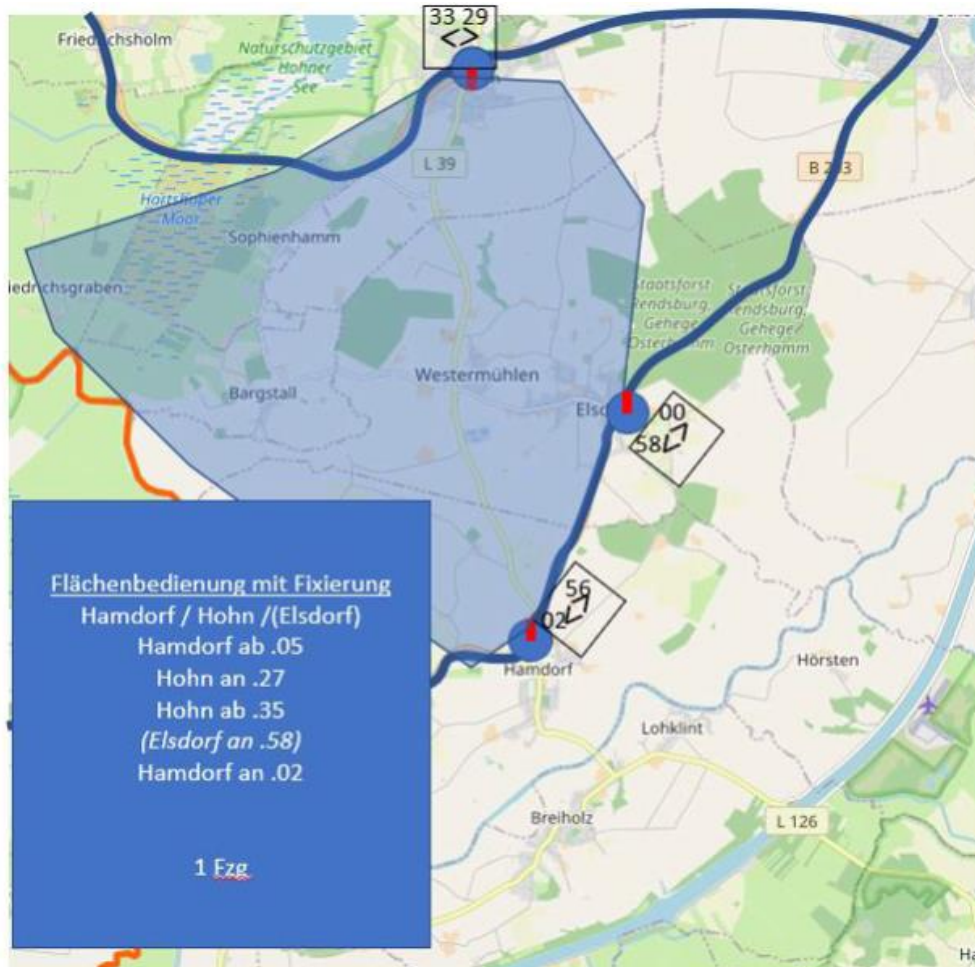 33 29
<>
Friedrichsholm
Naturschutzgebiet
Hohner
See
L 39
B 203
Moor
Sophienhamm
iedrichsgraben
Staatsforst
Rendsburg,
Gehege
Osterhamm
Staatsforst
Rendsburg,
Gehege
Osterhamm
Westermühlen
Bargstall
Els
00
<>
58
56
<>
02
Hamdorf
Hörsten
Lohklint
Breiholz
L 126
Ha
Flächenbedienung mit Fixierung
Hamdorf / Hohn /(Elsdorf)
Hamdorf ab .05
Hohn an .27
Hohn ab .35
(Elsdorf an .58)
Hamdorf an .02
1 Fzg